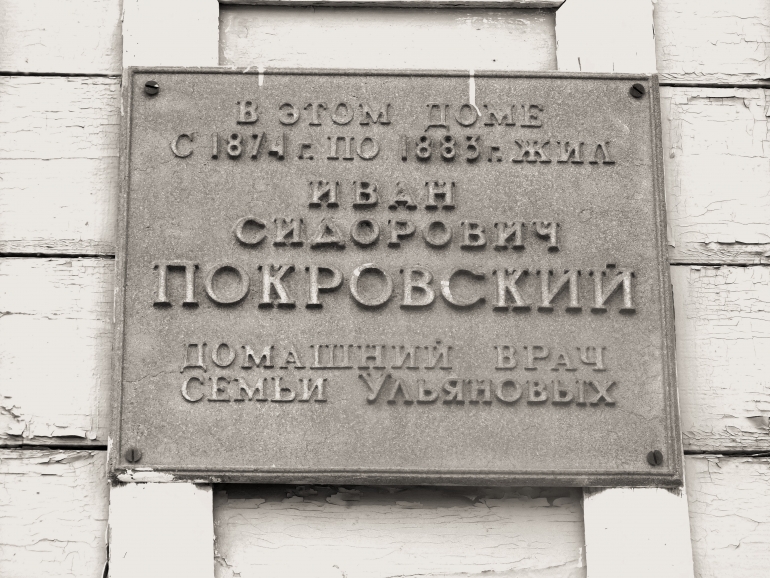 В ЭТОМ ДОМЕ
С 1874 г. ПО 1883 г. ЖИЛ
ИВАН
СИДОРОВИЧ
ПОКРОВСКИЙ
ДОМАШНИЙ ВРАЧ
СЕМЬИ УЛЬЯНОВЫХ